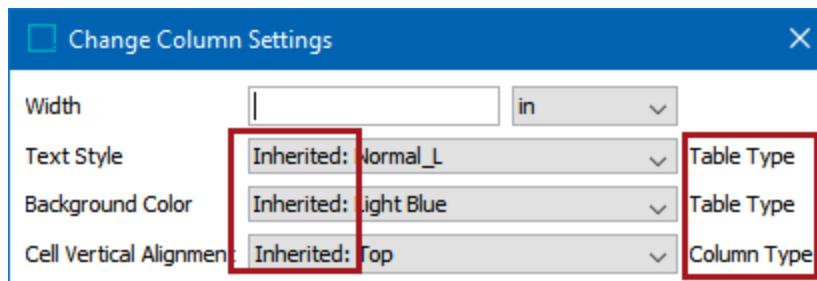 Change Column Settings
Width in
Text Style Inherited: Normal_L Table Type
Background Color Inherited: Light Blue Table Type
Cell Vertical Alignment Inherited: Top Column Type